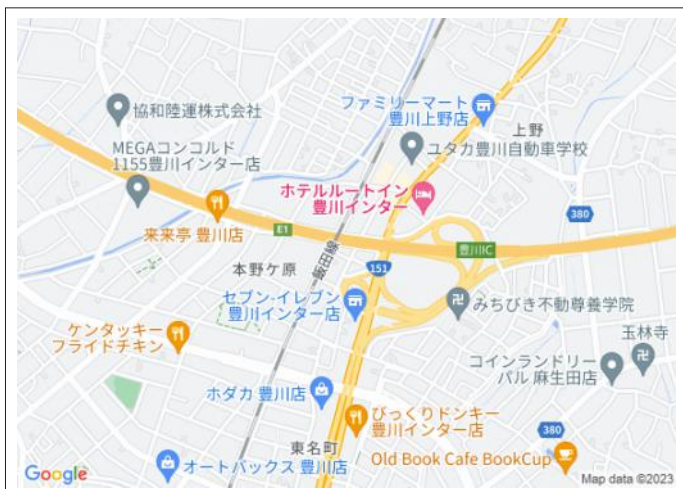 協和陸運株式会社
ファミリーマート
豊川上野店
上野
MEGAコンコルド
1155豊川インター店
ユタカ豊川自動車学校
ホテルルートイン
豊川インター
380
来来亭 豊川店
E1
豊川IC
飯田線
本野ケ原
151
セブン-イレブン
豊川インター店
みちびき不動尊養学院
ケンタッキー
フライドチキン
玉林寺
コインランドリー
パル 麻生田店
ホダカ 豊川店
びっくりドンキー
豊川インター店
380
東名町
オートバックス 豊川店
Old Book Cafe BookCup
Google
Map data ©2023